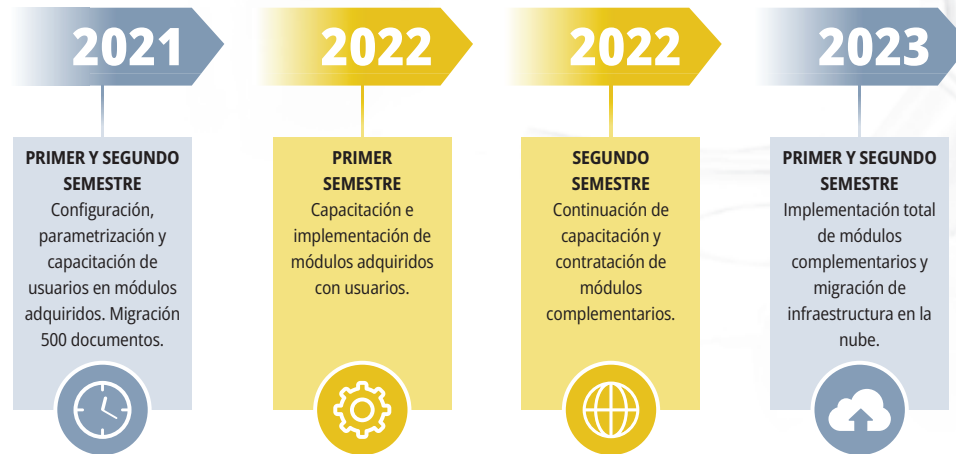 2021
PRIMER Y SEGUNDO
SEMESTRE
Configuración,
parametrización y
capacitación de
usuarios en módulos
adquiridos. Migración
500 documentos.
2022
PRIMER
SEMESTRE
Capacitación e
implementación de
módulos adquiridos
con usuarios.
2022
SEGUNDO
SEMESTRE
Continuación de
capacitación y
contratación de
módulos
complementarios.
2023
PRIMER Y SEGUNDO
SEMESTRE
Implementación total
de módulos
complementarios y
migración de
infraestructura en la
nube.